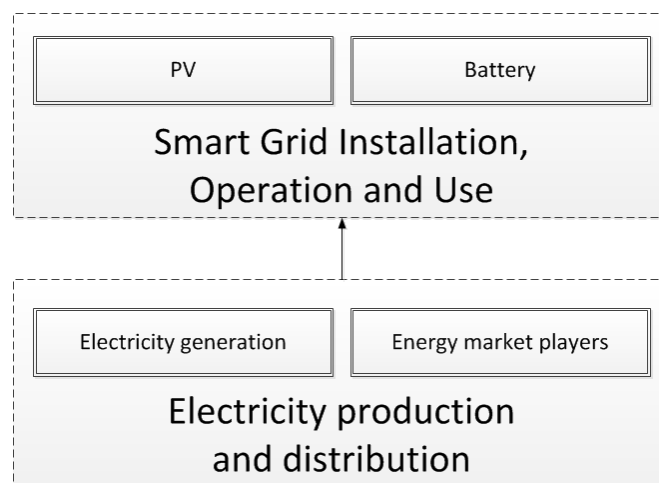 PV
Battery
Smart Grid Installation,
Operation and Use
Electricity generation
Energy market players
Electricity production
and distribution